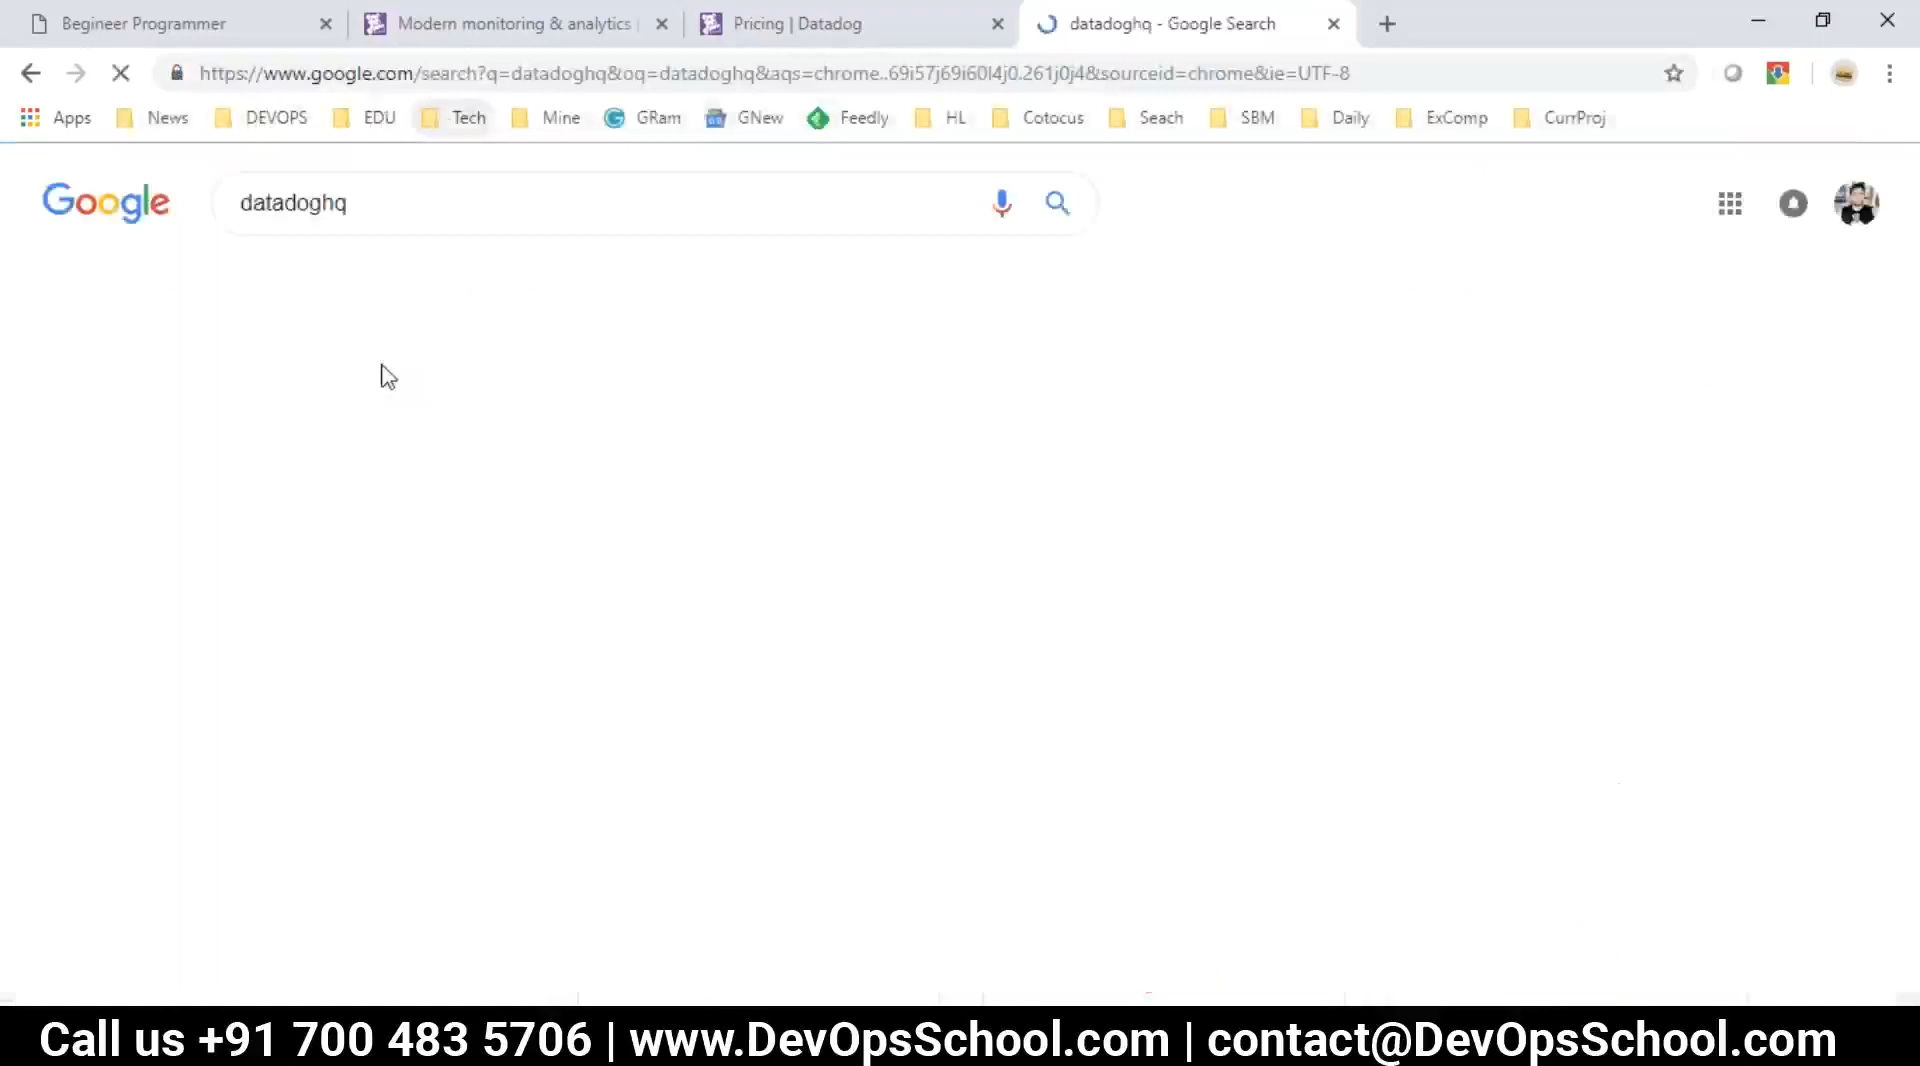 Begineer Programmer
Modern monitoring & analytics
Pricing | Datadog
datadoghq - Google Search
https://www.google.com/search?q=datadoghq&oq=datadoghq&aqs=chrome..69i57j69i60l4j0.261j0j4&sourceid=chrome&ie=UTF-8
Apps News DEVOPS EDU Tech Mine GRam GNew Feedly HL Cotocus Seach SBM Daily ExComp CurrProj
Google datadoghq
Call us +91 700 483 5706 | www.DevOpsSchool.com | contact@DevOpsSchool.com